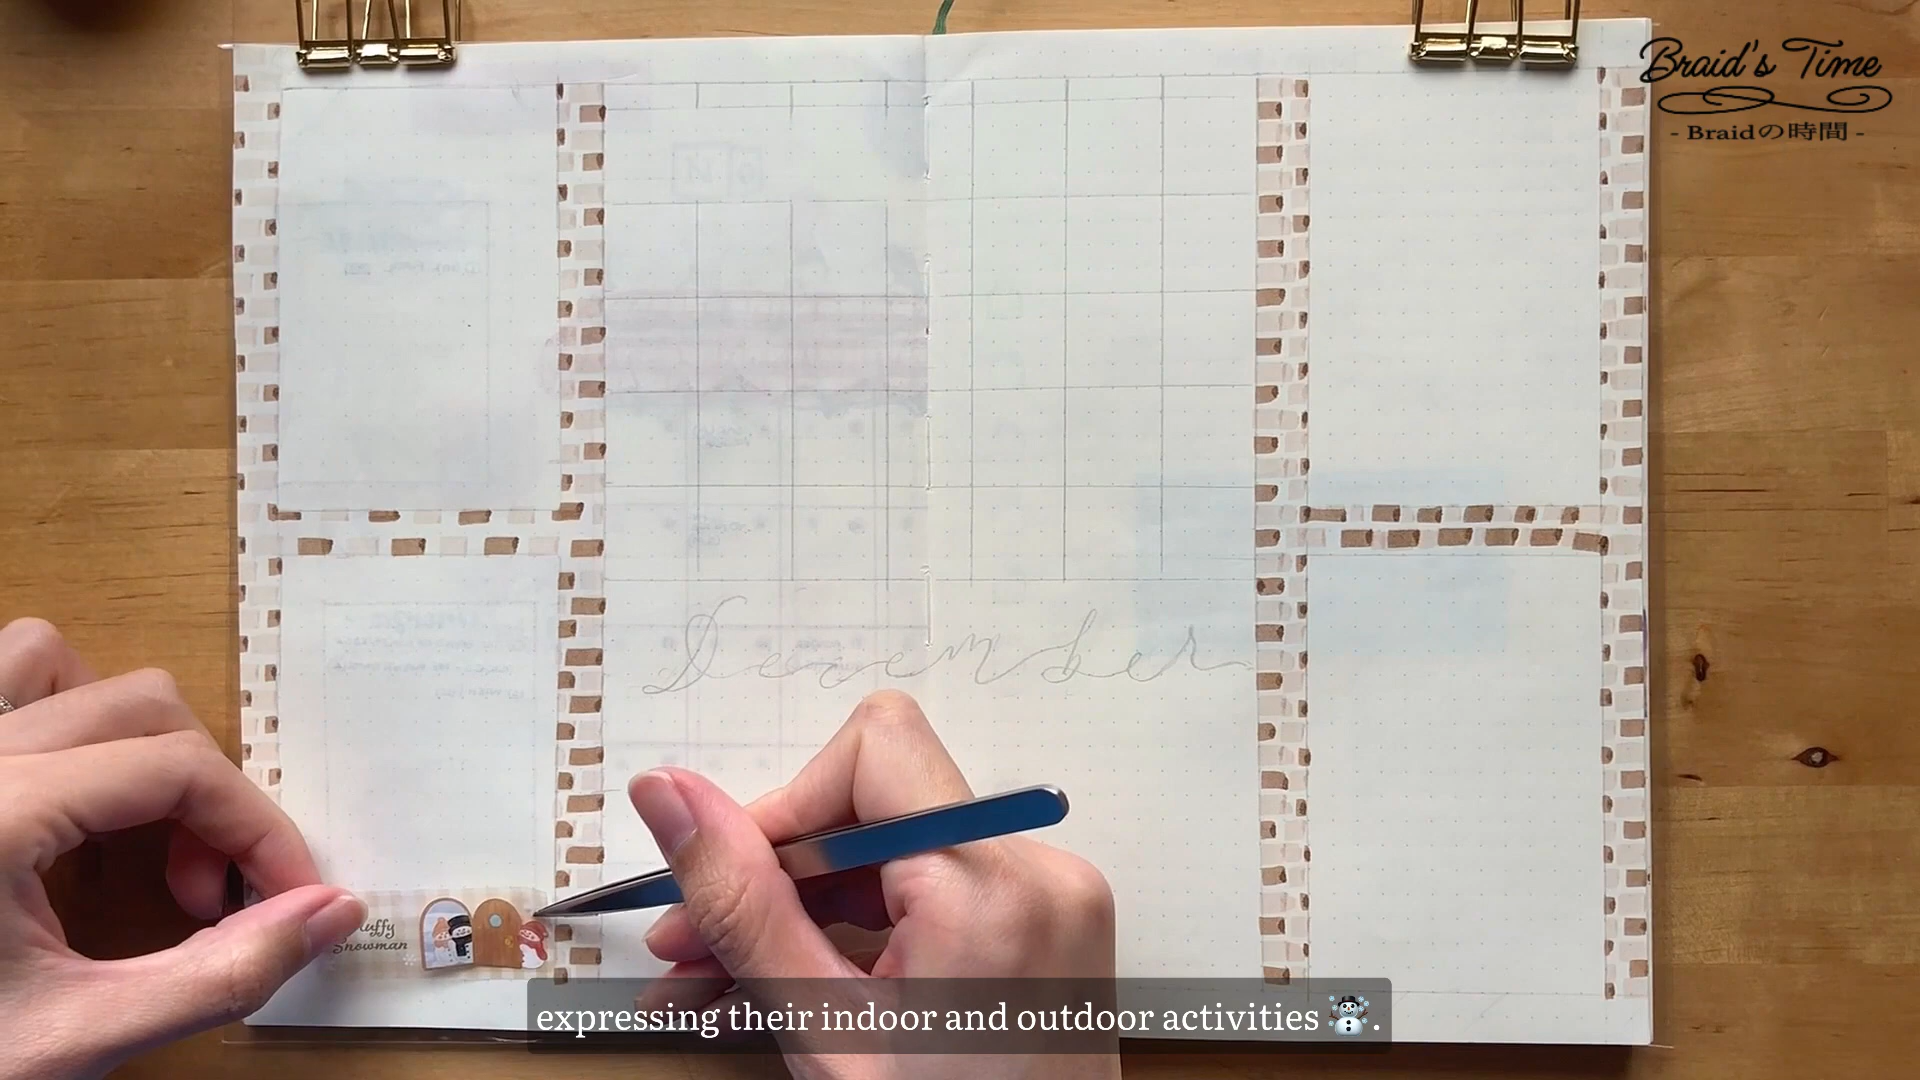 Braid's Time
- Braidの時間 -
December
Snowman
expressing their indoor and outdoor activities ☃️.